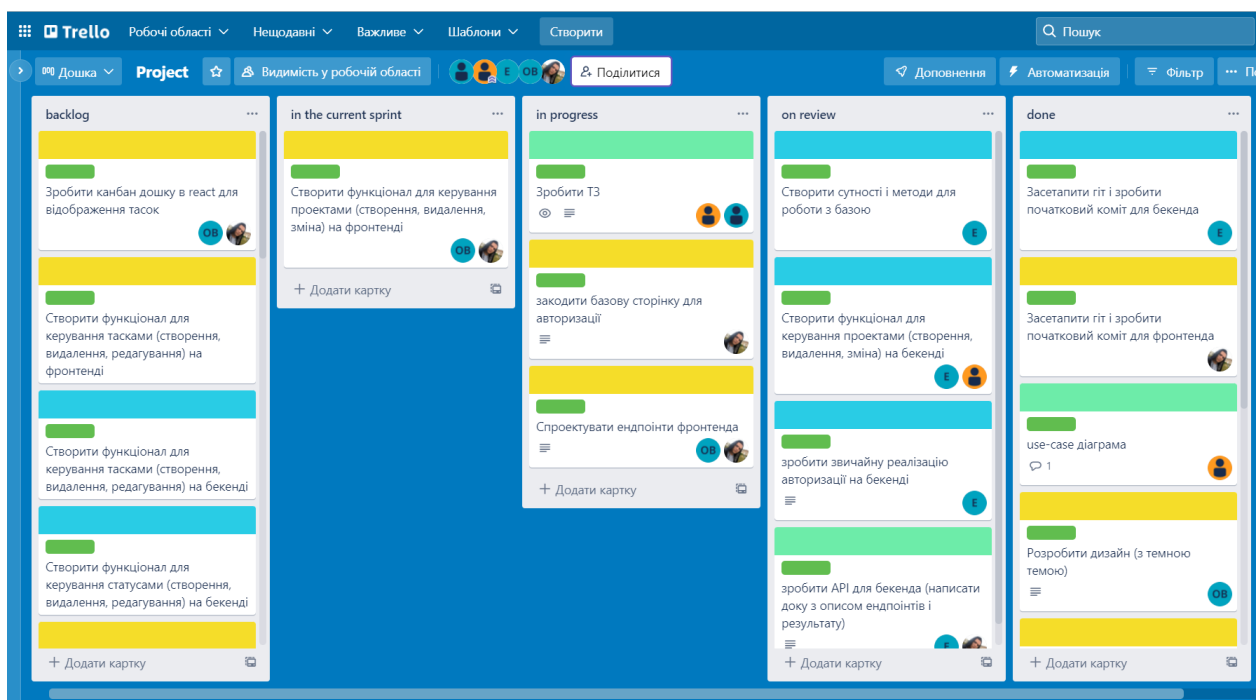 Trello Робочі області Нещодавні Важливе Шаблони Створити Пошук
Дошка Project Видимість у робочій області E OB Поділитися Доповнення Автоматизація Фільтр
backlog
Зробити канбан дошку в react для
відображення тасок
OB
Створити функціонал для
керування тасками (створення,
видалення, редагування) на
фронтенді
Створити функціонал для
керування тасками (створення,
видалення, редагування) на бекенді
Створити функціонал для
керування статусами (створення,
видалення, редагування) на бекенді
+ Додати картку
in the current sprint
Створити функціонал для керування
проектами (створення, видалення,
зміна) на фронтенді
OB
+ Додати картку
in progress
Зробити ТЗ
закодити базову сторінку для
авторизації
Спроектувати ендпоінти фронтенда
OB
+ Додати картку
on review
Створити сутності і методи для
роботи з базою
E
Створити функціонал для
керування проектами (створення,
видалення, зміна) на бекенді
E
зробити звичайну реалізацію
авторизації на бекенді
E
зробити API для бекенда (написати
доку з описом ендпоінтів і
результату)
+ Додати картку
done
Засетапити гіт і зробити
початковий коміт для бекенда
E
Засетапити гіт і зробити
початковий коміт для фронтенда
use-case діаграма
1
Розробити дизайн (з темною
темою)
OB
+ Додати картку